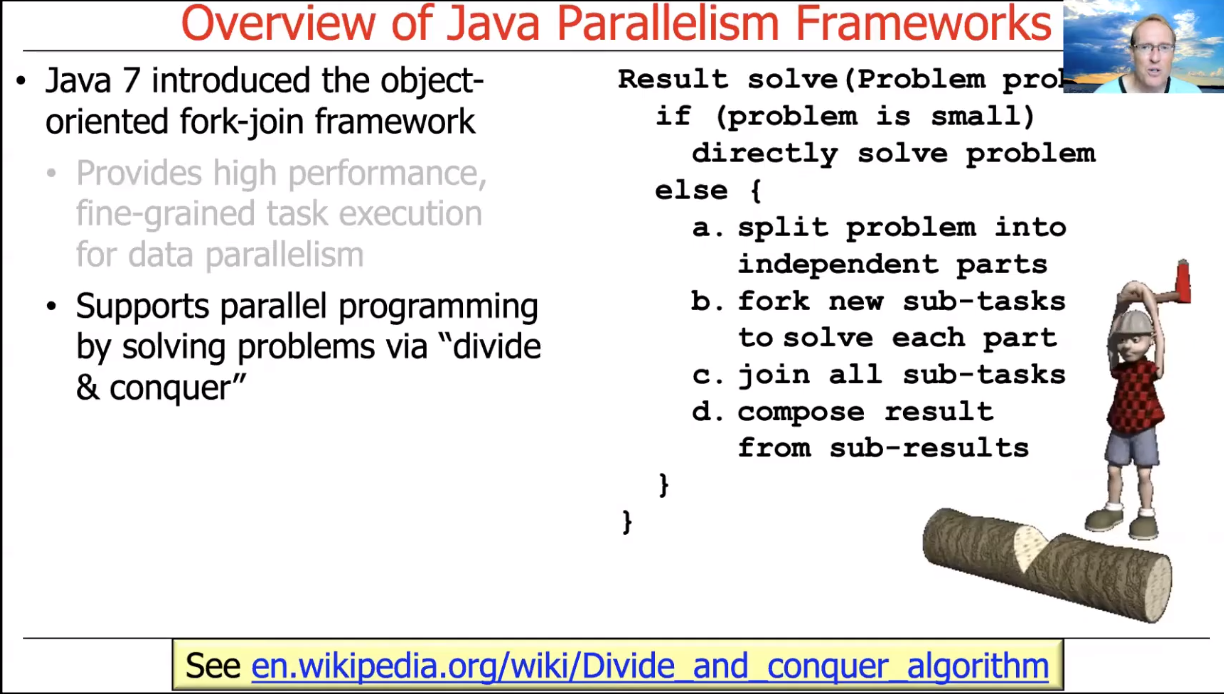 Overview of Java Parallelism Frameworks
• Java 7 introduced the object-
oriented fork-join framework
• Provides high performance,
fine-grained task execution
for data parallelism
• Supports parallel programming
by solving problems via “divide
& conquer”
Result solve(Problem
if (problem is small)
directly solve problem
else {
a. split problem into
independent parts
b. fork new sub-tasks
to solve each part
c. join all sub-tasks
d. compose result
from sub-results
}
}
See en.wikipedia.org/wiki/Divide_and_conquer_algorithm